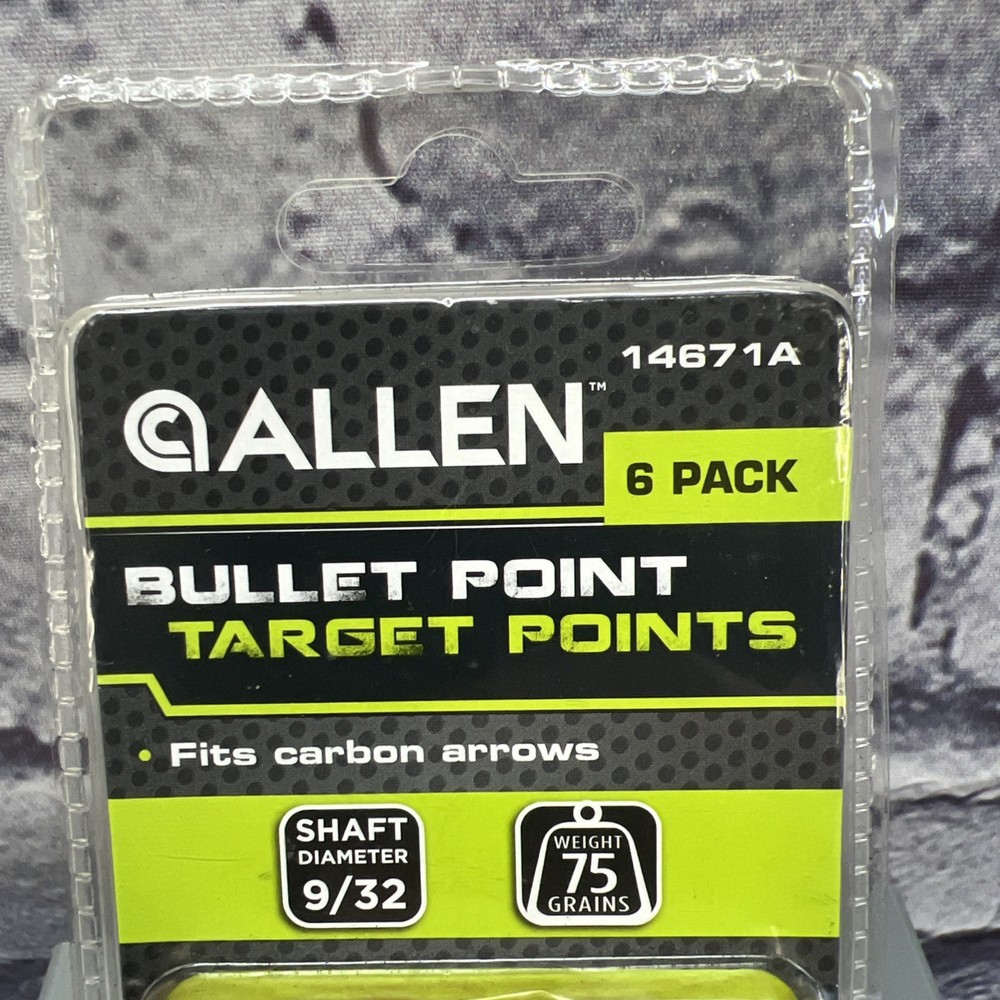 14671A
ALLEN™
6 PACK
BULLET POINT
TARGET POINTS
• Fits carbon arrows
SHAFT
DIAMETER
9/32
WEIGHT
75
GRAINS